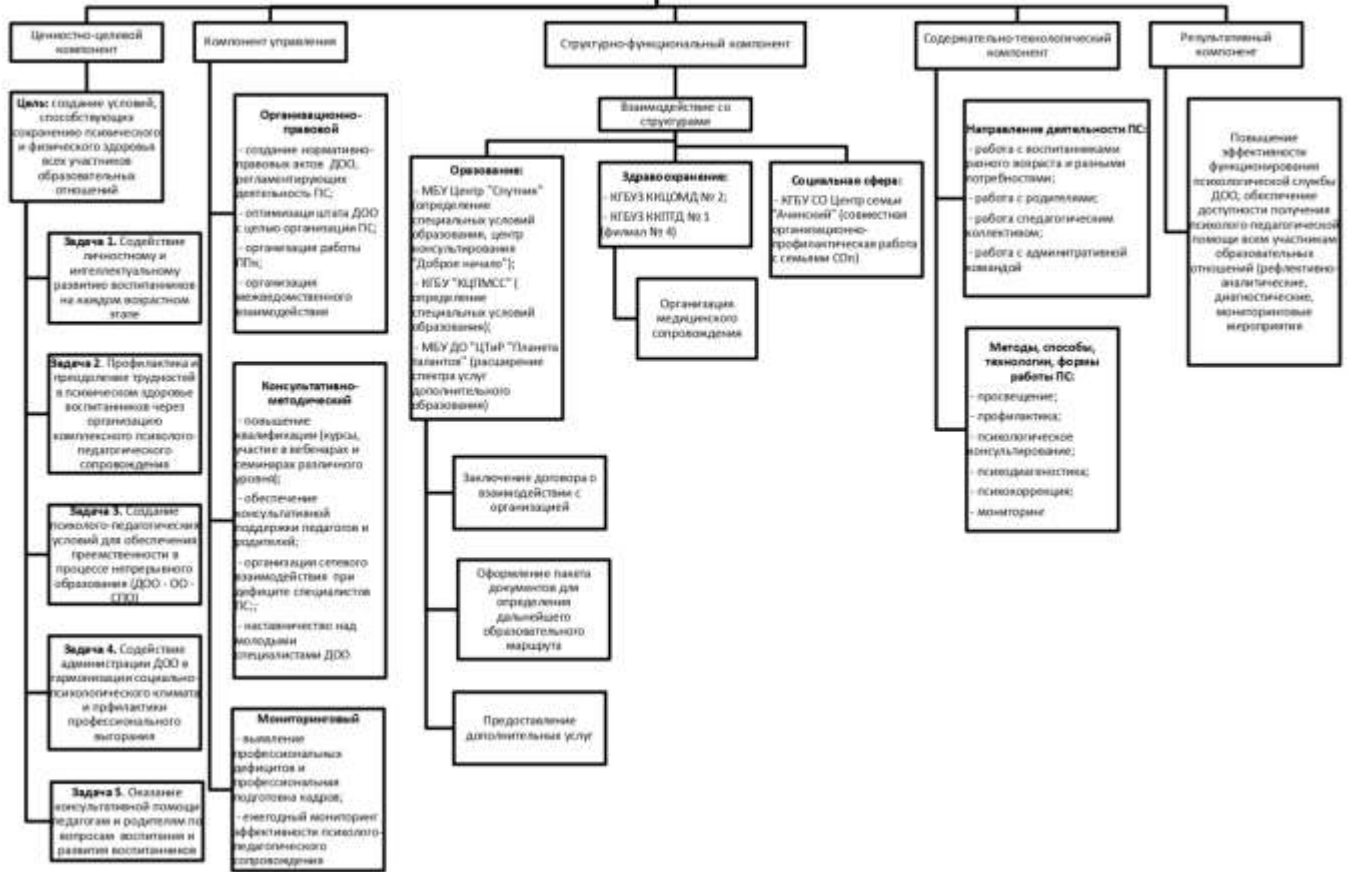 Ценностно-целевой
компонент
Компонент управления
Структурно-функциональный компонент
Содержательно-технологический
компонент
Результативный
компонент
Цель: создание условий,
способствующих
сохранению психического
и физического здоровья
всех участников
образовательных
отношений
Задача 1. Содействие
личностному и
интеллектуальному
развитию воспитанников
на каждом возрастном
этапе
Задача 2. Профилактика и
преодоление трудностей
в психическом здоровье
воспитанников через
организацию
комплексного психолого-
педагогического
сопровождения
Задача 3. Создание
психолого-педагогических
условий для обеспечения
преемственности в
процессе непрерывного
образования (ДОО - ОО -
СПО)
Задача 4. Содействие
администрации ДОО в
гармонизации социально-
психологического климата
и прфилактики
профессионального
выгорания
Задача 5. Оказание
консультативной помощи
педагогам и родителям по
вопросам воспитания и
развития воспитанников
Организационно-
правовой
- создание нормативно-
правовых актов ДОО,
регламентирующих
деятельность ПС;
- оптимизаци штата ДОО
с целью организации ПС;
- организация работы
ППк;
- организация
межведомственного
взаимодействия
Консультативно-
методический
- повышение
квалификации (курсы,
участие в вебенарах и
семинарах различного
уровня);
- обеспечение
консультативной
поддержки педагогов и
родителей;
- организация сетевого
взаимодействия при
дефиците специалистов
ПС;;
- наставничество над
молодыми
специалистами ДОО
Мониторинговый
- выявление
профессиональных
дефицитов и
профессиональная
подготовка кадров;
- ежегодный мониторинг
эффективности психолого-
педагогического
сопровождения
Взаимодействие со
структурами
Оразование:
- МБУ Центр "Спутник"
(определение
специальных условий
образования, центр
консультирования
"Доброе начало");
- КГБУ "КЦПМСС" (
определение
специальных условий
образования);
- МБУ ДО "ЦТиР "Планета
талантов" (расширение
спектра услуг
дополнительного
образования)
Здравоохранение:
- КГБУЗ ККЦОМД № 2;
- КГБУЗ ККПТД № 1
(филиал № 4)
Социальная сфера:
- КГБУ СО Центр семьи
"Ачинский" (совместная
организационно-
профилактическая работа
с семьями СОп)
Организация
медицинского
сопровождения
Заключение договора о
взаимодействии с
организацией
Оформление пакета
документов для
определения
дальнейшего
образовательного
маршрута
Предоставление
дополнительных услуг
Направление деятельности ПС:
- работа с воспитанниками
разного возраста и разными
потребностями;
- работа с родителями;
- работа спедагогическим
коллективом;
- работа с админитративной
командой
Методы, способы,
технологии, формы
работы ПС:
- просвещение;
- профилактика;
- психологическое
консультирование;
- психодиагностика;
- психокоррекция;
- мониторинг
Повышение
эффективности
функционирования
психологической службы
ДОО; обеспечение
доступности получения
психолого-педагогической
помощи всем участникам
образовательных
отношений (рефлективно-
аналитические,
диагностические,
мониторинговые
мероприятия